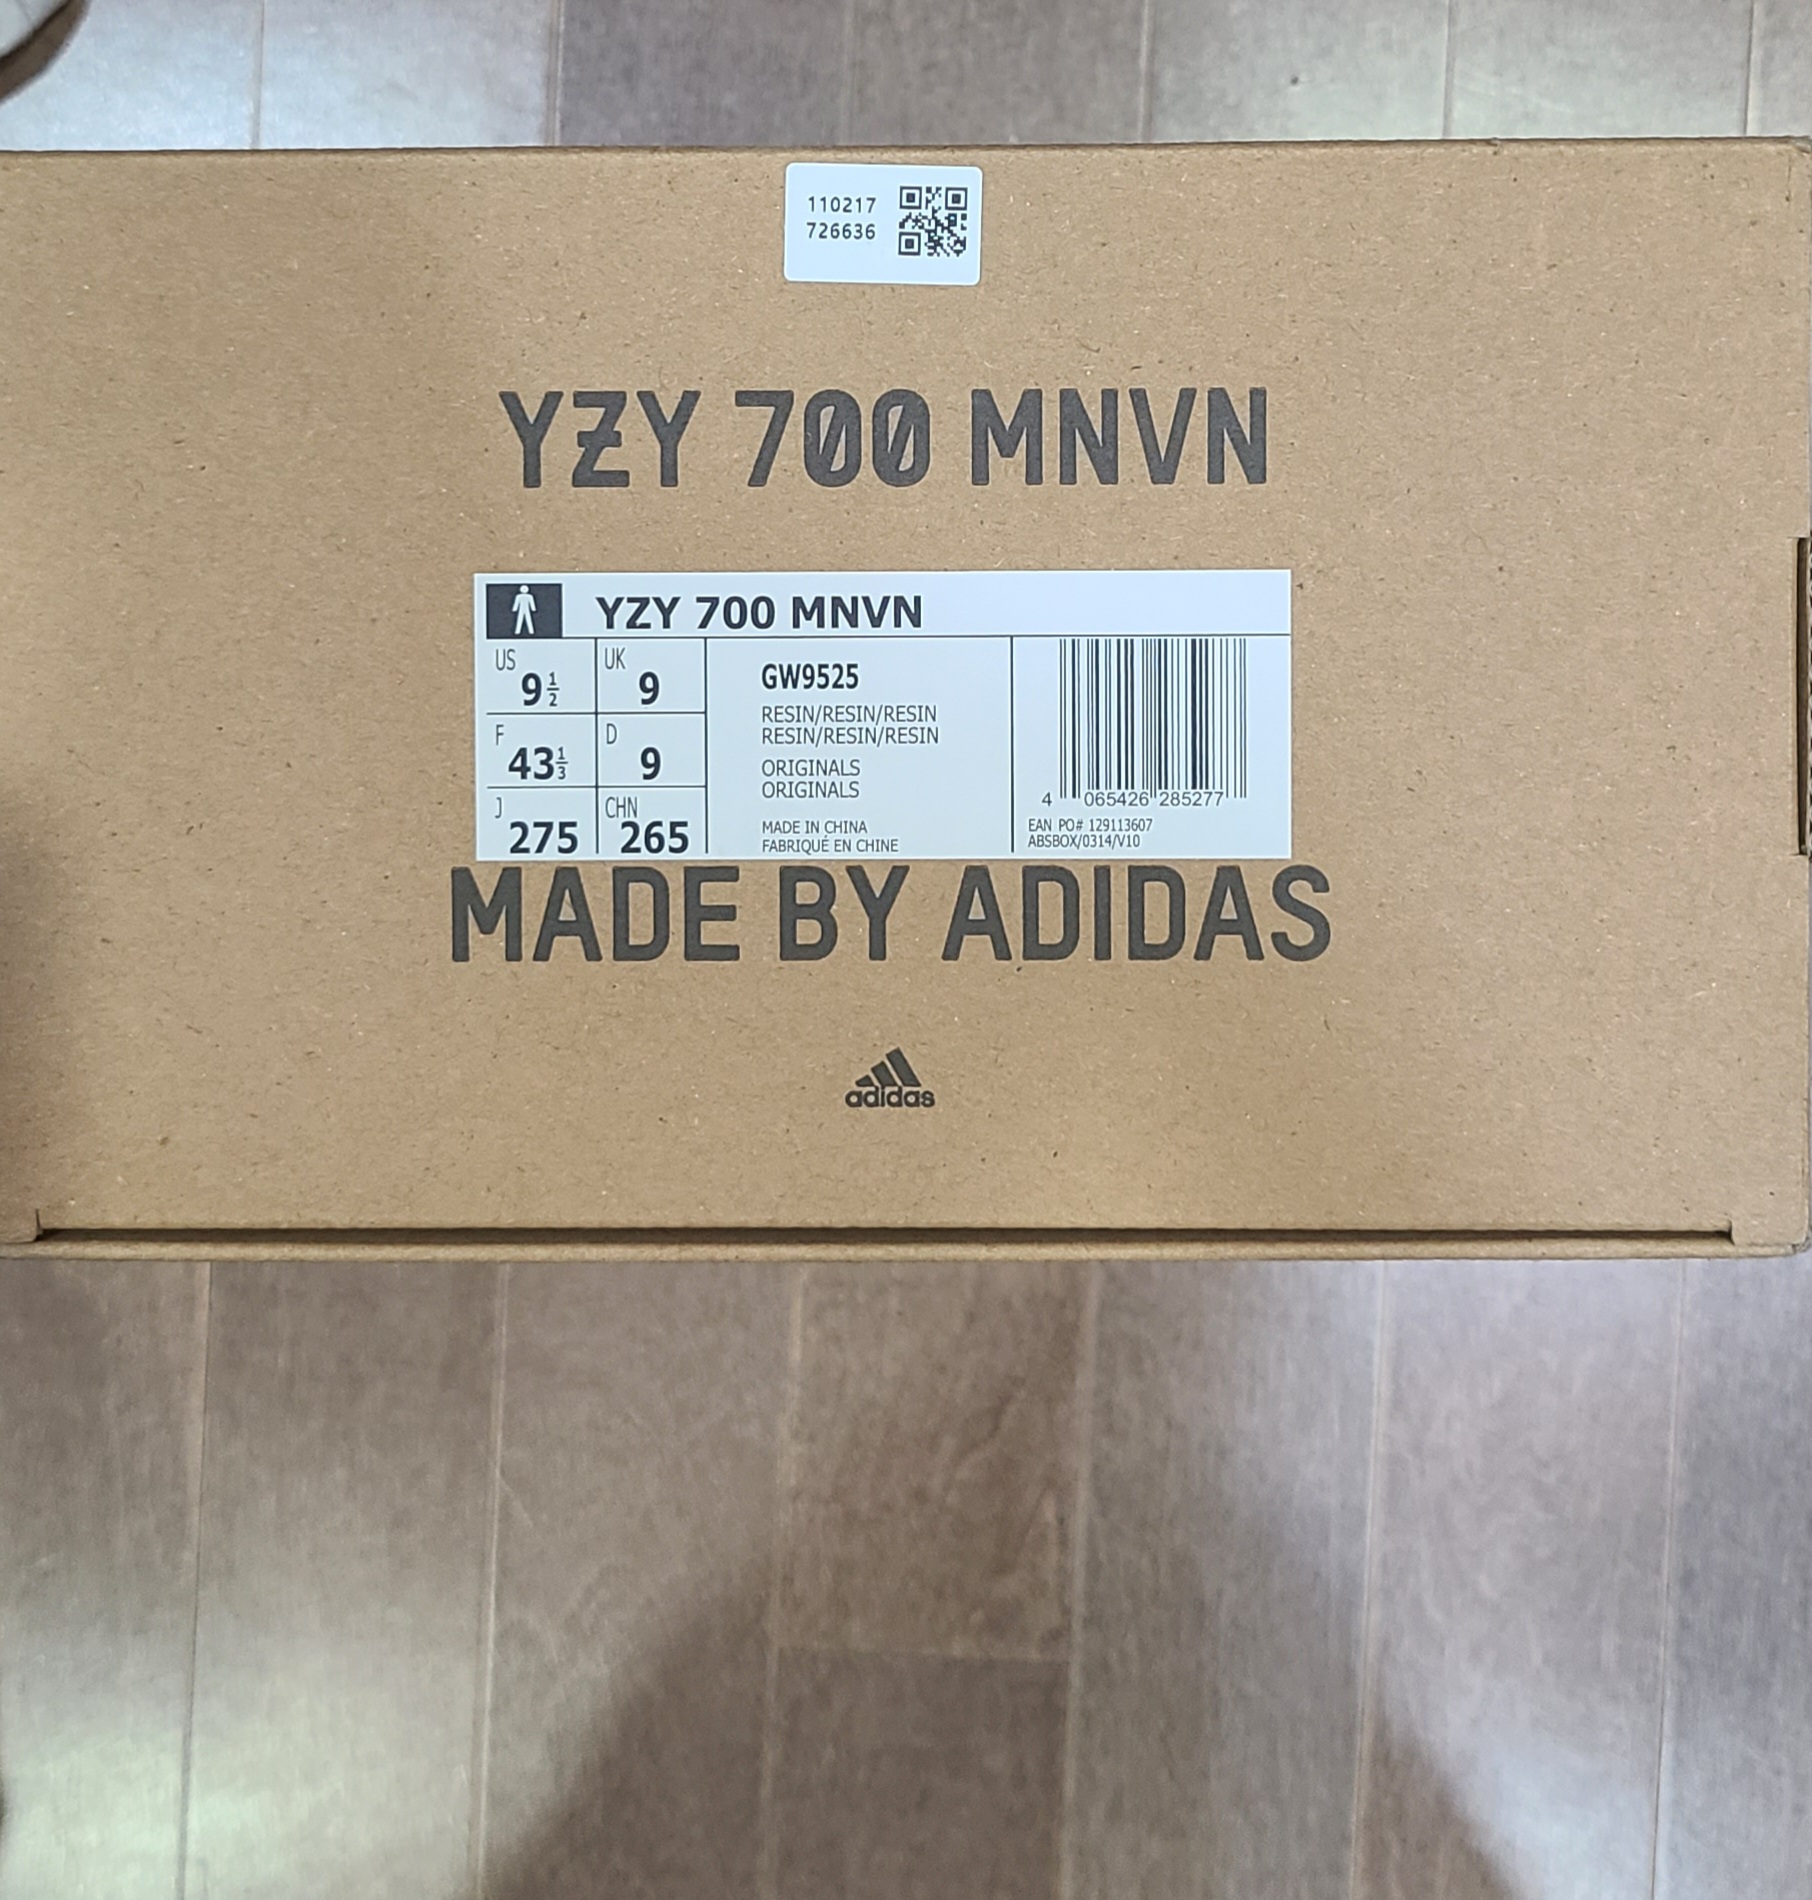 110217
726636
YZY 700 MNVN
YZY 700 MNVN
US 9 1/2
UK 9
F 43 1/3
D 9
J 275
CHN 265
GW9525
RESIN/RESIN/RESIN
RESIN/RESIN/RESIN
ORIGINALS
ORIGINALS
MADE IN CHINA
FABRIQUÉ EN CHINE
4 065426 285277
EAN PO# 129113607
ABSBOX/0314/V10
MADE BY ADIDAS
adidas